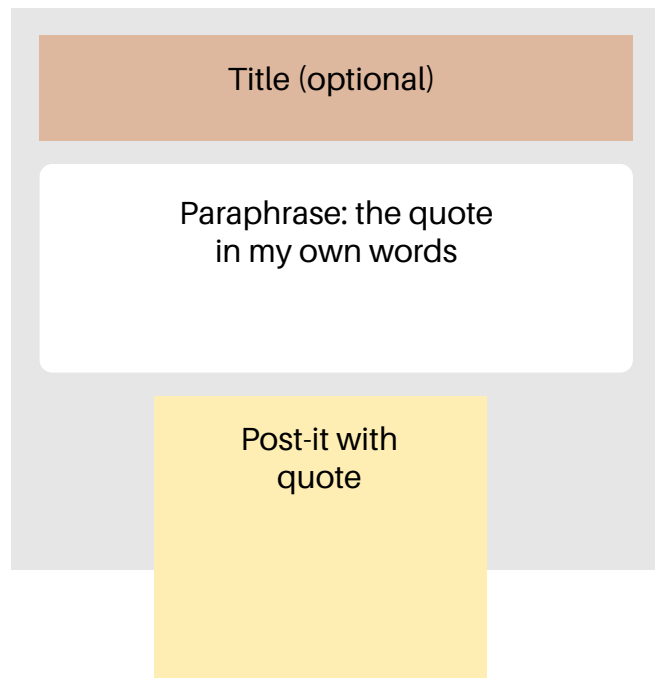 Title (optional)
Paraphrase: the quote
in my own words
Post-it with
quote